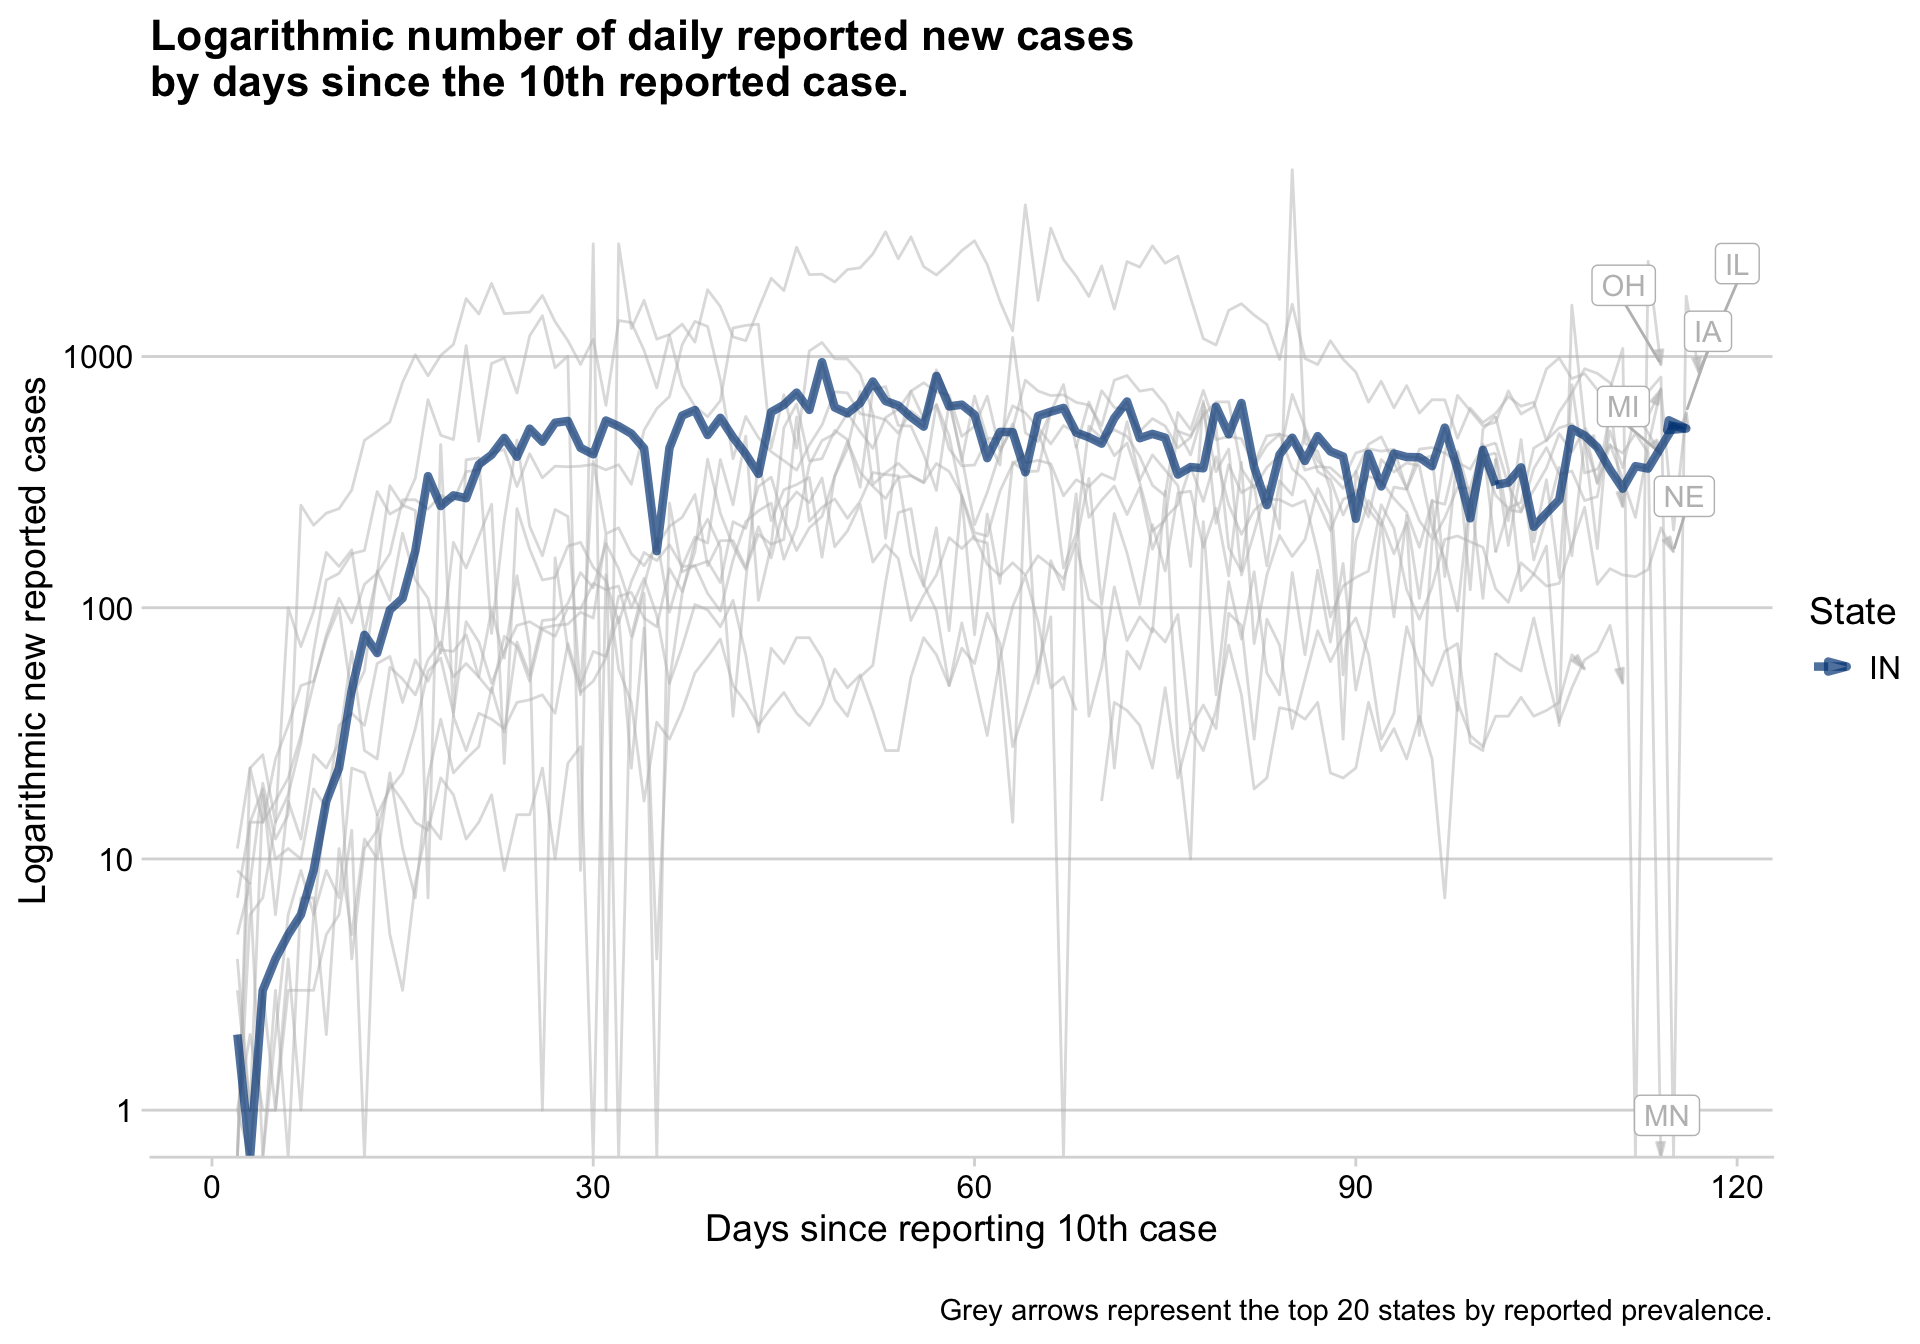 Logarithmic number of daily reported new cases
by days since the 10th reported case.
Logarithmic new reported cases
1000
100
10
1
OH
IL
IA
MI
NE
MN
State
IN
0
30
60
90
120
Days since reporting 10th case
Grey arrows represent the top 20 states by reported prevalence.